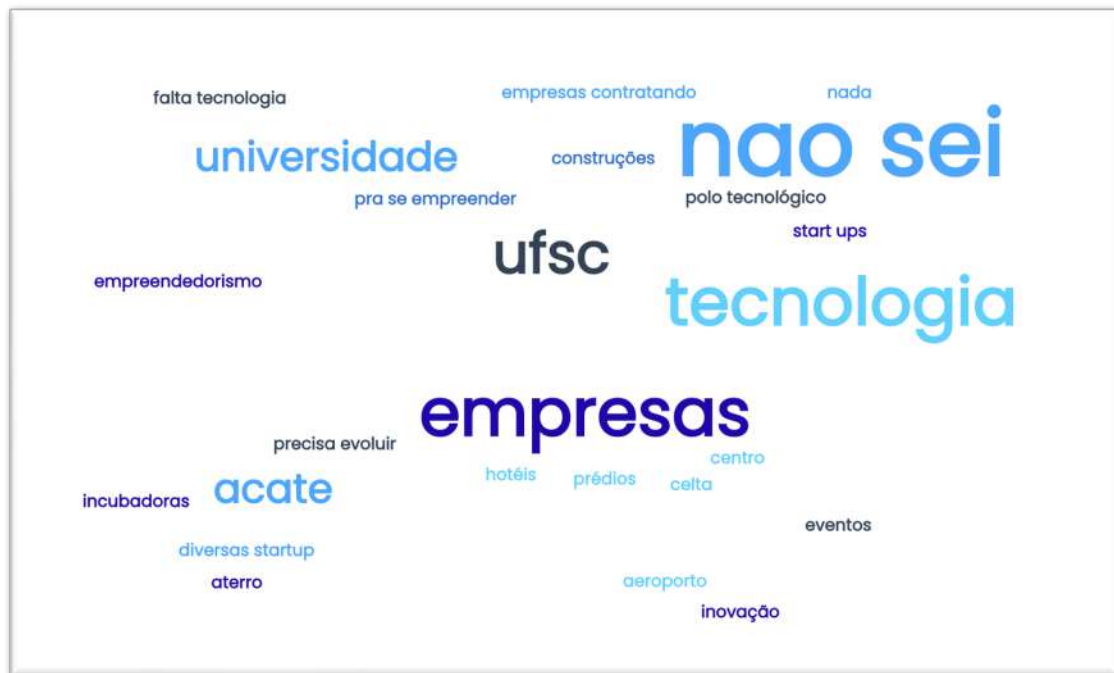 empresas contratando
nada
falta tecnologia
nao sei
universidade
construções
pra se empreender
polo tecnológico
start ups
ufsc
empreendedorismo
tecnologia
empresas
precisa evoluir
centro
hotéis
prédios
celta
acate
incubadoras
eventos
diversas startup
aterro
aeroporto
inovação